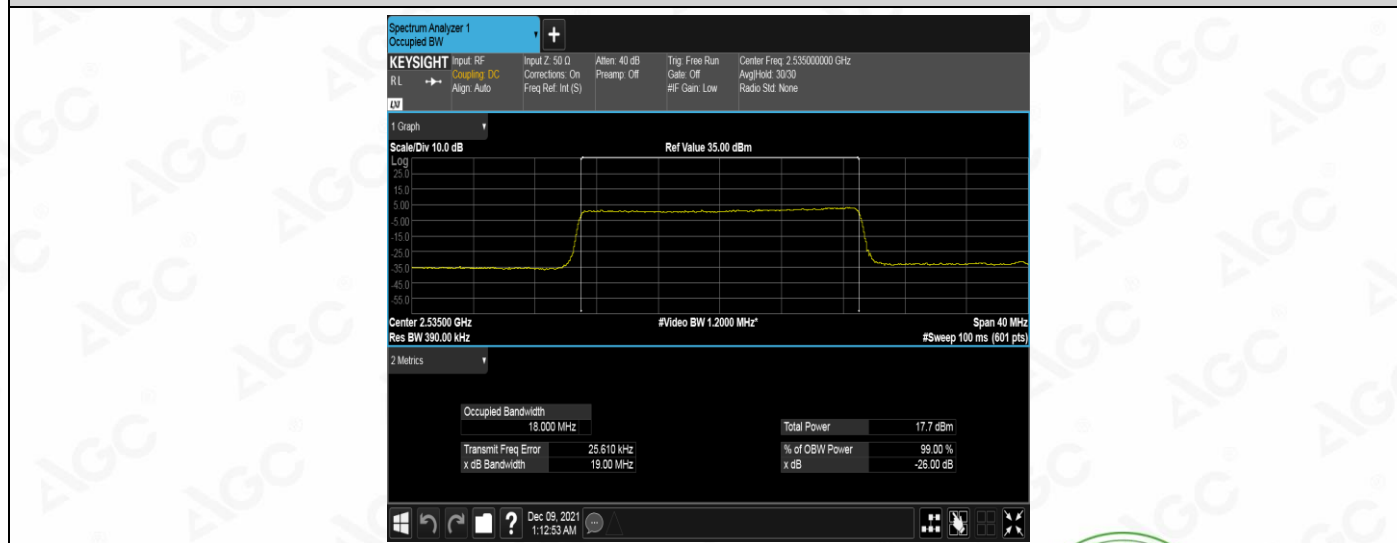 Spectrum Analyzer 1
Occupied BW
+
KEYSIGHT Input: RF Input Z: 50 Ω Atten: 40 dB Trig: Free Run Center Freq: 2.535000000 GHz
RL Coupling: DC Corrections: On Preamp: Off Gate: Off Avg|Hold: 30/30
Align: Auto Freq Ref: Int (S) #IF Gain: Low Radio Std: None
LXI
1 Graph
Scale/Div 10.0 dB Ref Value 35.00 dBm
Log
25.0
15.0
5.00
-5.00
-15.0
-25.0
-35.0
-45.0
-55.0
Center 2.53500 GHz #Video BW 1.2000 MHz* Span 40 MHz
Res BW 390.00 kHz #Sweep 100 ms (601 pts)
2 Metrics
Occupied Bandwidth
18.000 MHz Total Power 17.7 dBm
Transmit Freq Error 25.610 kHz % of OBW Power 99.00 %
x dB Bandwidth 19.00 MHz x dB -26.00 dB
? Dec 09, 2021
1:12:53 AM
AGC